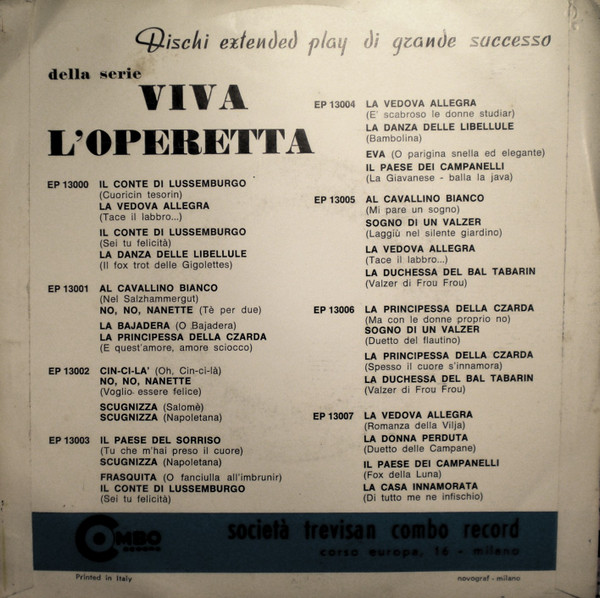 Dischi extended play di grande successo
della serie
VIVA
L'OPERETTA
EP 13000 IL CONTE DI LUSSEMBURGO
(Cuoricin tesorin)
LA VEDOVA ALLEGRA
(Tace il labbro...)
IL CONTE DI LUSSEMBURGO
(Sei tu felicità)
LA DANZA DELLE LIBELLULE
(Il fox trot delle Gigolettes)
EP 13001 AL CAVALLINO BIANCO
(Nel Salzhammergut)
NO, NO, NANETTE (Tè per due)
LA BAJADERA (O Bajadera)
LA PRINCIPESSA DELLA CZARDA
(E quest'amore, amore sciocco)
EP 13002 CIN-CI-LA' (Oh, Cin-ci-là)
NO, NO, NANETTE
(Voglio essere felice)
SCUGNIZZA (Salomè)
SCUGNIZZA (Napoletana)
EP 13003 IL PAESE DEL SORRISO
(Tu che m'hai preso il cuore)
SCUGNIZZA (Napoletana)
FRASQUITA (O fanciulla all'imbrunir)
IL CONTE DI LUSSEMBURGO
(Sei tu felicità)
EP 13004 LA VEDOVA ALLEGRA
(E' scabroso le donne studiar)
LA DANZA DELLE LIBELLULE
(Bambolina)
EVA (O parigina snella ed elegante)
IL PAESE DEI CAMPANELLI
(La Giavanese - balla la java)
EP 13005 AL CAVALLINO BIANCO
(Mi pare un sogno)
SOGNO DI UN VALZER
(Laggiù nel silente giardino)
LA VEDOVA ALLEGRA
(Tace il labbro...)
LA DUCHESSA DEL BAL TABARIN
(Valzer di Frou Frou)
EP 13006 LA PRINCIPESSA DELLA CZARDA
(Ma con le donne proprio no)
SOGNO DI UN VALZER
(Duetto del flautino)
LA PRINCIPESSA DELLA CZARDA
(Spesso il cuore s'innamora)
LA DUCHESSA DEL BAL TABARIN
(Valzer di Frou Frou)
EP 13007 LA VEDOVA ALLEGRA
(Romanza della Vilja)
LA DONNA PERDUTA
(Duetto delle Campane)
IL PAESE DEI CAMPANELLI
(Fox della Luna)
LA CASA INNAMORATA
(Di tutto me ne infischio)
COMBO
RECORD
società trevisan combo record
corso europa, 16 - milano
Printed in Italy
novograf - milano